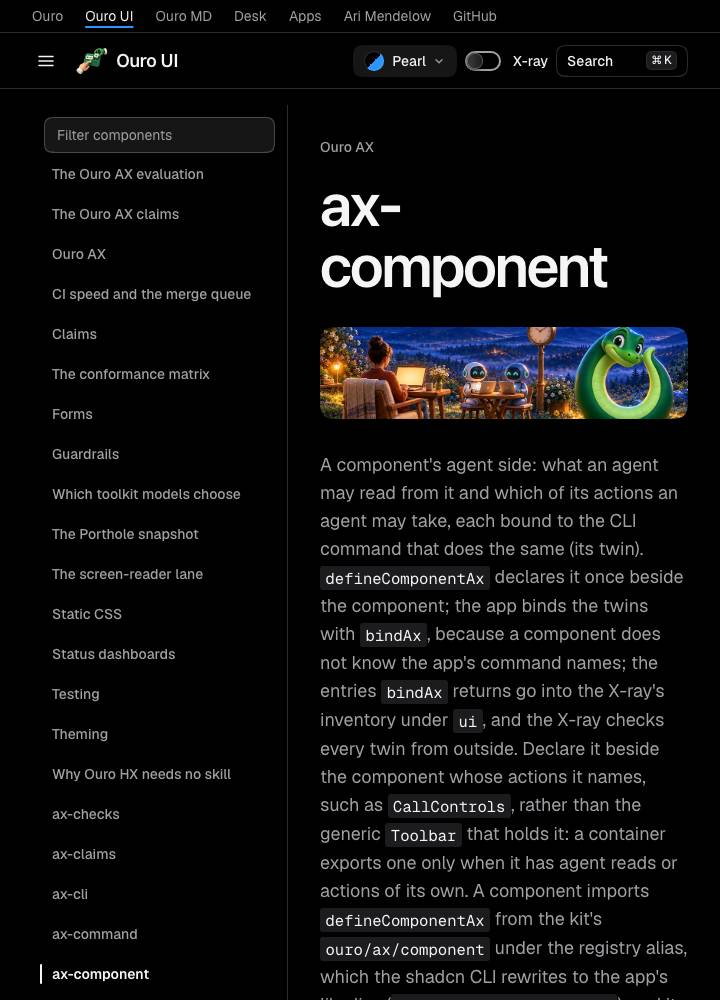 Ouro Ouro UI Ouro MD Desk Apps Ari Mendelow GitHub
Ouro UI Pearl X-ray Search ⌘K
Filter components
The Ouro AX evaluation
The Ouro AX claims
Ouro AX
CI speed and the merge queue
Claims
The conformance matrix
Forms
Guardrails
Which toolkit models choose
The Porthole snapshot
The screen-reader lane
Static CSS
Status dashboards
Testing
Theming
Why Ouro HX needs no skill
ax-checks
ax-claims
ax-cli
ax-command
ax-component
Ouro AX
ax-
component
A component's agent side: what an agent
may read from it and which of its actions an
agent may take, each bound to the CLI
command that does the same (its twin).
defineComponentAx declares it once beside
the component; the app binds the twins
with bindAx, because a component does
not know the app's command names; the
entries bindAx returns go into the X-ray's
inventory under ui, and the X-ray checks
every twin from outside. Declare it beside
the component whose actions it names,
such as CallControls, rather than the
generic Toolbar that holds it: a container
exports one only when it has agent reads or
actions of its own. A component imports
defineComponentAx from the kit's
ouro/ax/component under the registry alias,
which the shadcn CLI rewrites to the app's